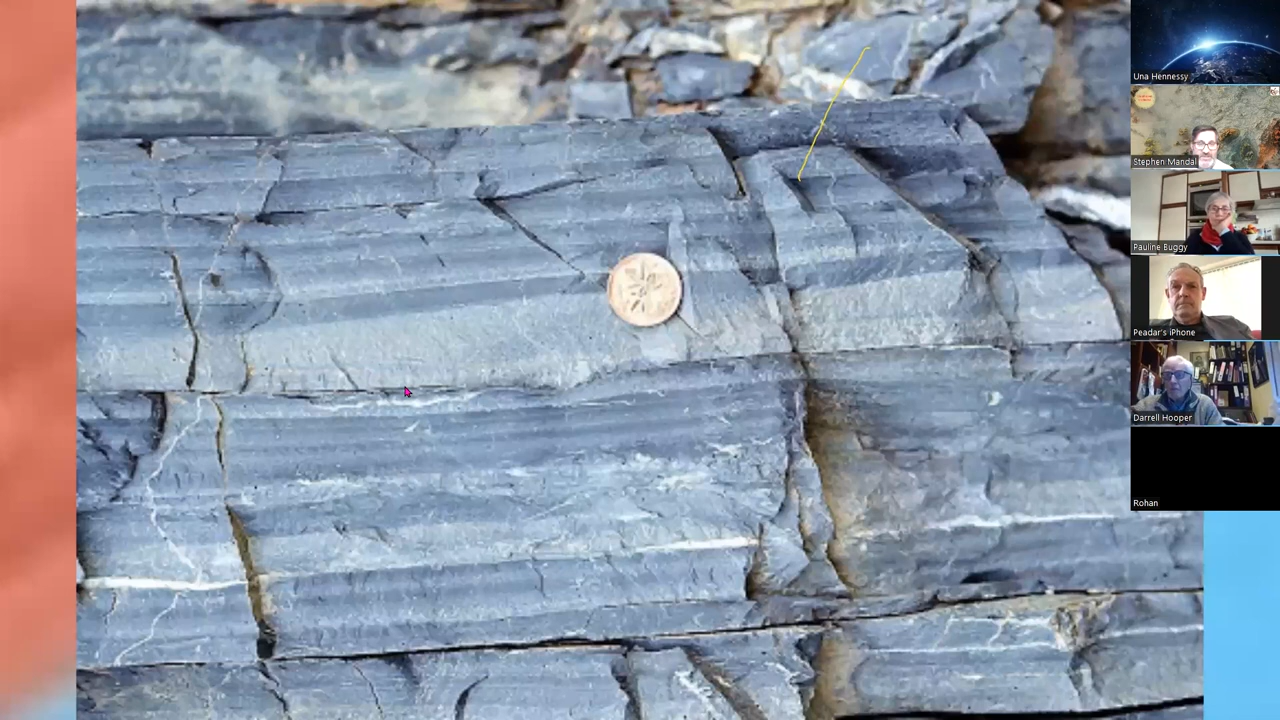 Una Hennessy
Stephen Mandal
Pauline Buggy
Peadar's iPhone
Darrell Hooper
Rohan